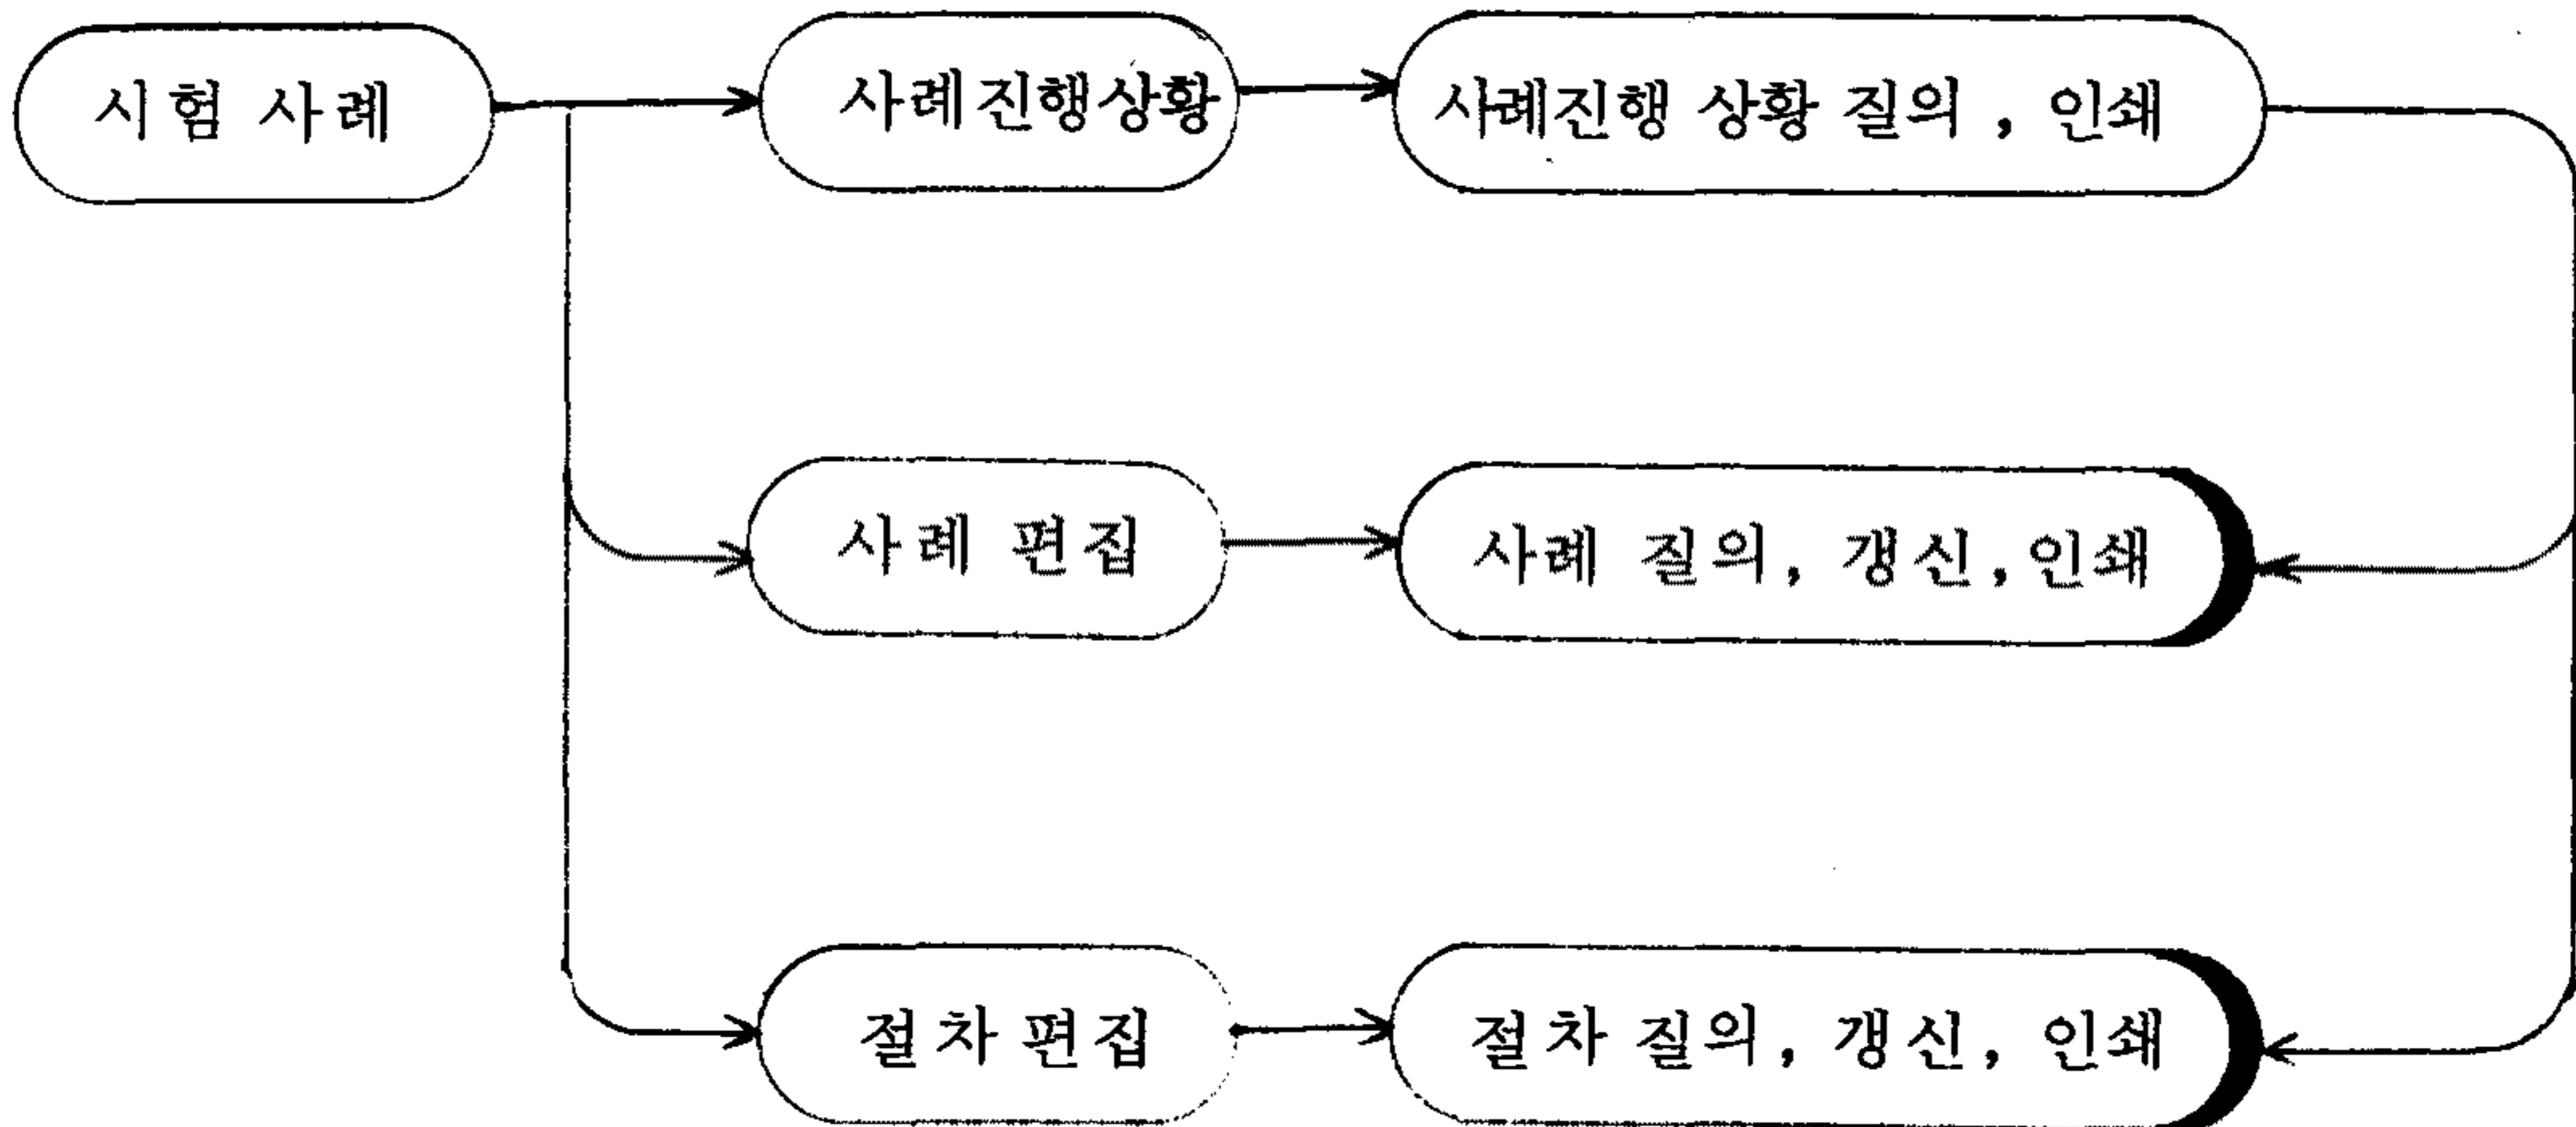 시험 사례
사례진행상황
사례진행 상황 질의 , 인쇄
사례 편집
사례 질의, 갱신, 인쇄
절차 편집
절차 질의, 갱신, 인쇄